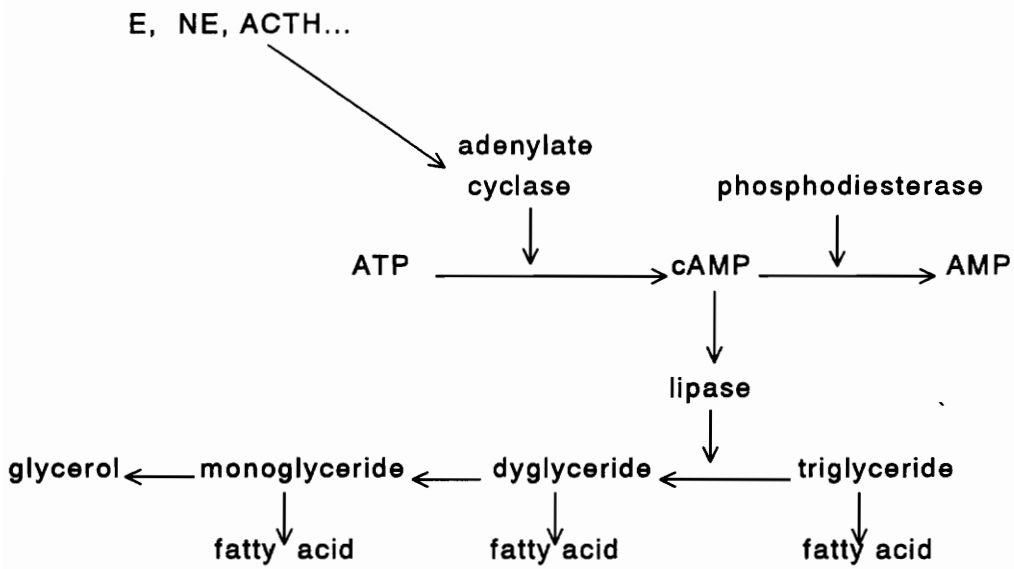 E, NE, ACTH...
adenylate
cyclase
phosphodiesterase
ATP
cAMP
AMP
lipase
glycerol
monoglyceride
dyglyceride
triglyceride
fatty acid
fatty acid
fatty acid